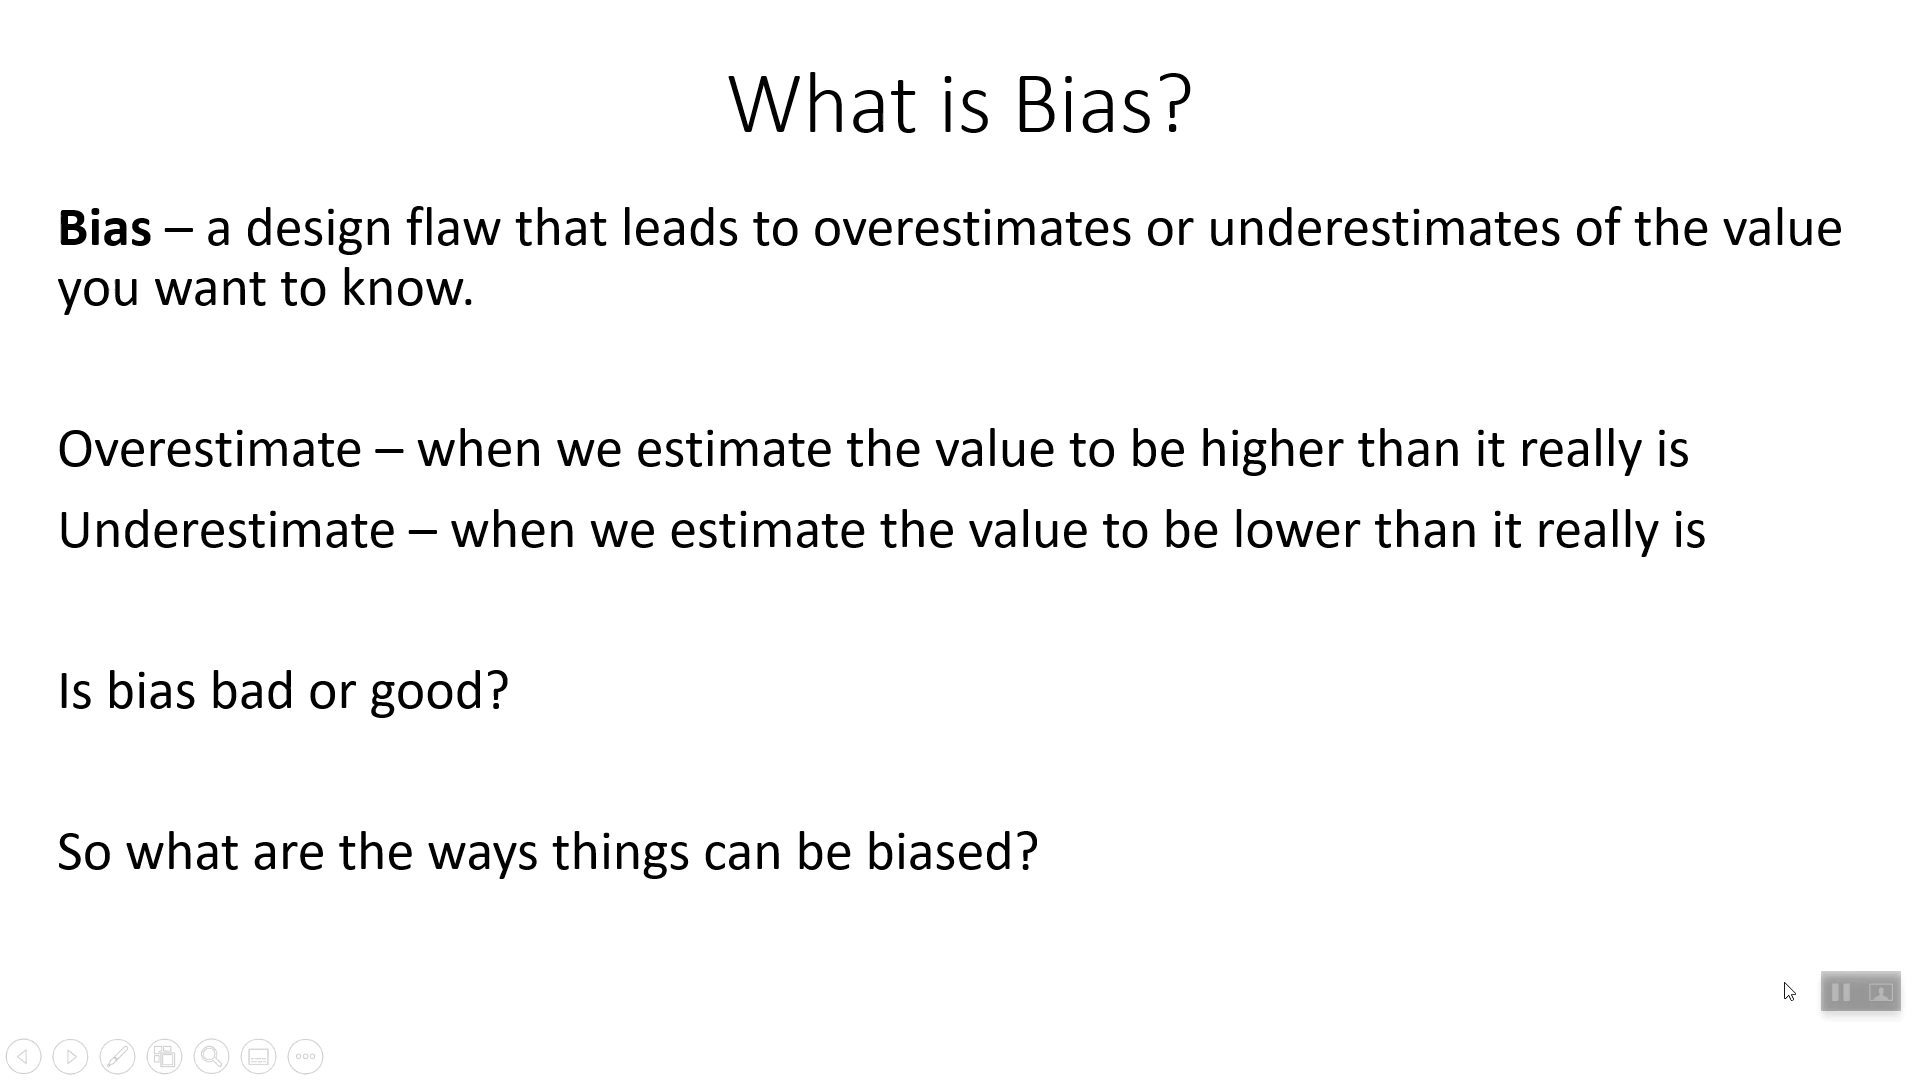 What is Bias?
Bias – a design flaw that leads to overestimates or underestimates of the value
you want to know.
Overestimate – when we estimate the value to be higher than it really is
Underestimate – when we estimate the value to be lower than it really is
Is bias bad or good?
So what are the ways things can be biased?